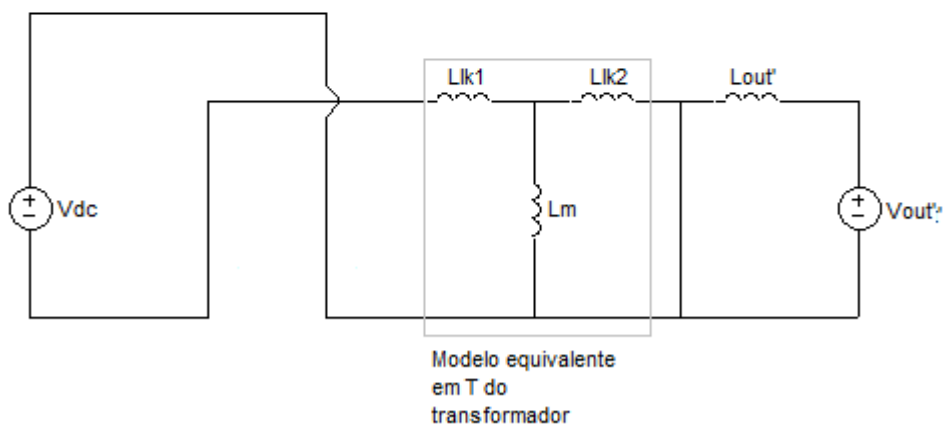 Llk1
Llk2
Lout'
Vdc
Lm
Vout'
Modelo equivalente
em T do
transformador